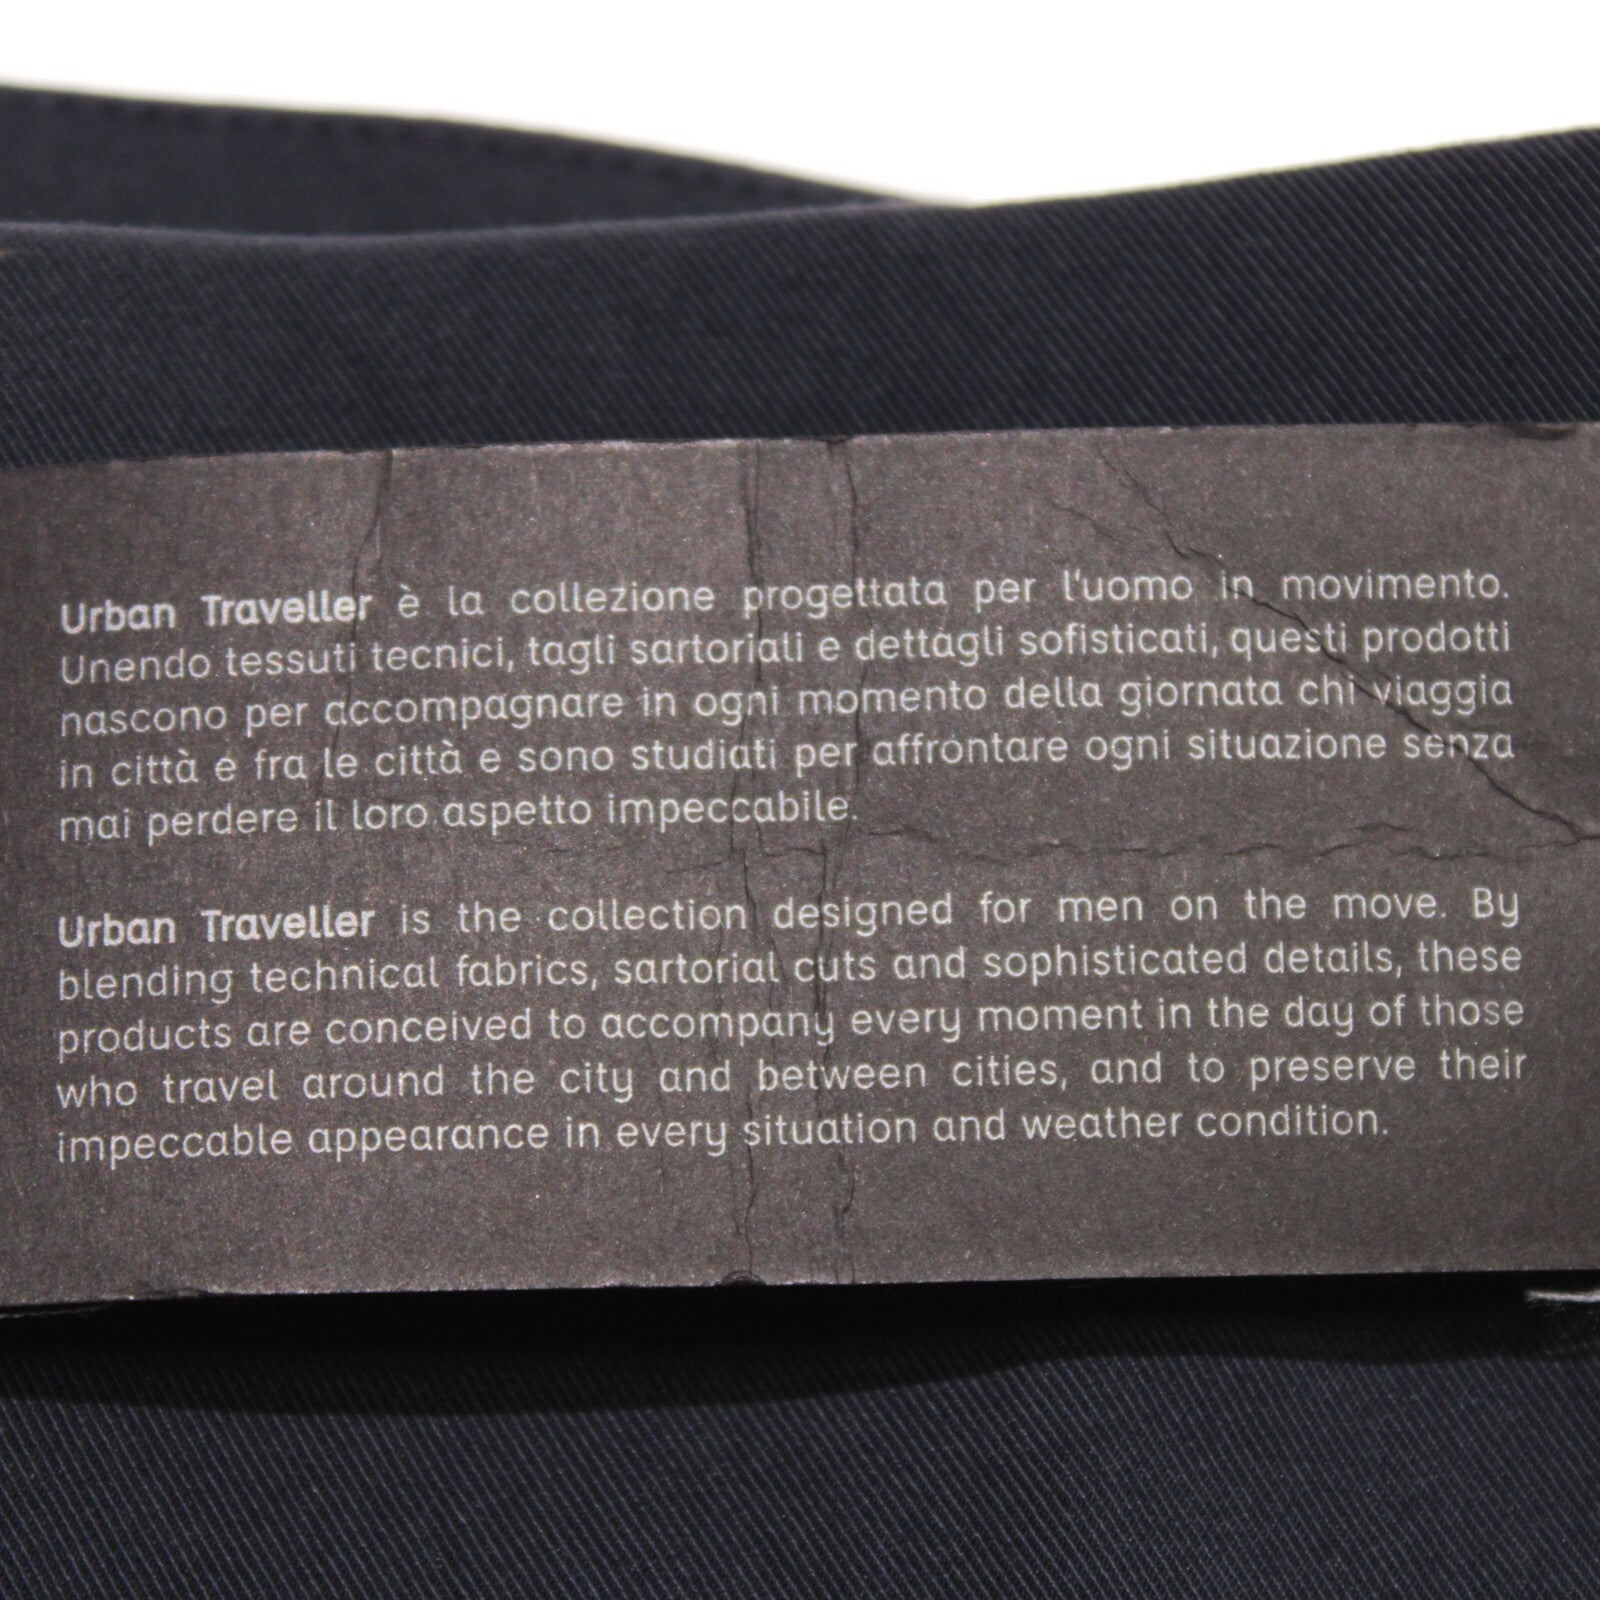 Urban Traveller è la collezione progettata per l'uomo in movimento.
Unendo tessuti tecnici, tagli sartoriali e dettagli sofisticati, questi prodotti
nascono per accompagnare in ogni momento della giornata chi viaggia
in città e fra le città e sono studiati per affrontare ogni situazione senza
mai perdere il loro aspetto impeccabile.
Urban Traveller is the collection designed for men on the move. By
blending technical fabrics, sartorial cuts and sophisticated details, these
products are conceived to accompany every moment in the day of those
who travel around the city and between cities, and to preserve their
impeccable appearance in every situation and weather condition.